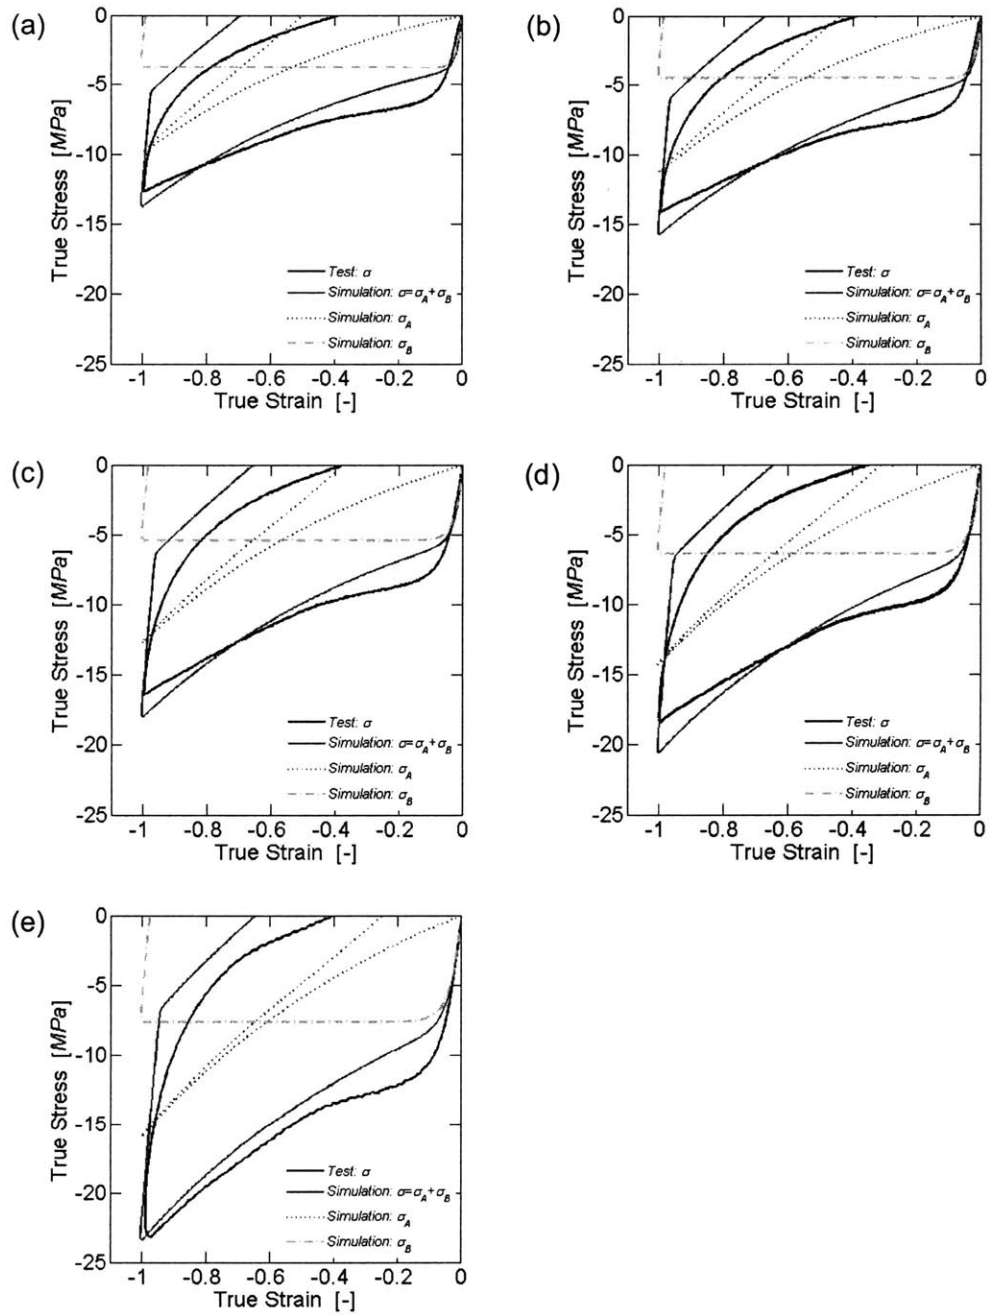 (a)
0
-5
-10
-15
-20
-25
True Stress [MPa]
Test: σ
Simulation: σ=σA+σB
Simulation: σA
Simulation: σB
-1 -0.8 -0.6 -0.4 -0.2 0
True Strain [-]
(b)
0
-5
-10
-15
-20
-25
True Stress [MPa]
Test: σ
Simulation: σ=σA+σB
Simulation: σA
Simulation: σB
-1 -0.8 -0.6 -0.4 -0.2 0
True Strain [-]
(c)
0
-5
-10
-15
-20
-25
True Stress [MPa]
Test: σ
Simulation: σ=σA+σB
Simulation: σA
Simulation: σB
-1 -0.8 -0.6 -0.4 -0.2 0
True Strain [-]
(d)
0
-5
-10
-15
-20
-25
True Stress [MPa]
Test: σ
Simulation: σ=σA+σB
Simulation: σA
Simulation: σB
-1 -0.8 -0.6 -0.4 -0.2 0
True Strain [-]
(e)
0
-5
-10
-15
-20
-25
True Stress [MPa]
Test: σ
Simulation: σ=σA+σB
Simulation: σA
Simulation: σB
-1 -0.8 -0.6 -0.4 -0.2 0
True Strain [-]